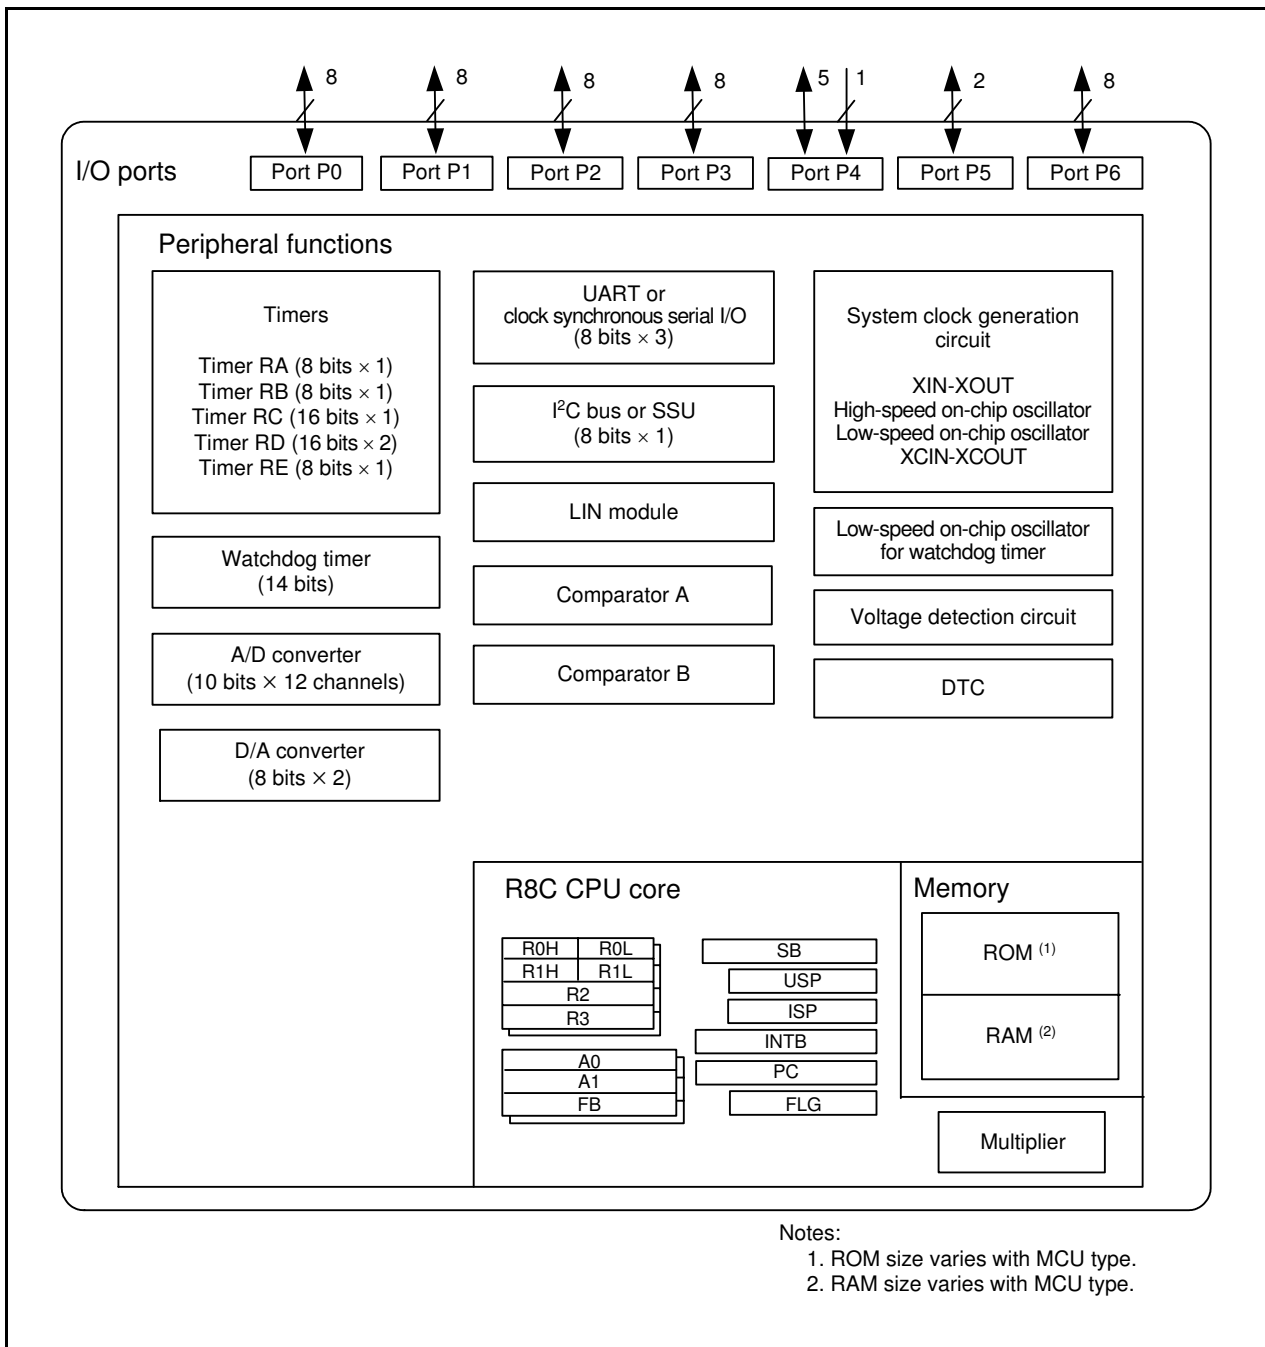 8 8 8 8 5 1 2 8
I/O ports
Port P0 Port P1 Port P2 Port P3 Port P4 Port P5 Port P6
Peripheral functions
Timers
Timer RA (8 bits × 1)
Timer RB (8 bits × 1)
Timer RC (16 bits × 1)
Timer RD (16 bits × 2)
Timer RE (8 bits × 1)
Watchdog timer
(14 bits)
A/D converter
(10 bits × 12 channels)
D/A converter
(8 bits × 2)
UART or
clock synchronous serial I/O
(8 bits × 3)
I²C bus or SSU
(8 bits × 1)
LIN module
Comparator A
Comparator B
System clock generation
circuit
XIN-XOUT
High-speed on-chip oscillator
Low-speed on-chip oscillator
XCIN-XCOUT
Low-speed on-chip oscillator
for watchdog timer
Voltage detection circuit
DTC
R8C CPU core
R0H R0L
R1H R1L
R2
R3
A0
A1
FB
SB
USP
ISP
INTB
PC
FLG
Memory
ROM (1)
RAM (2)
Multiplier
Notes:
1. ROM size varies with MCU type.
2. RAM size varies with MCU type.